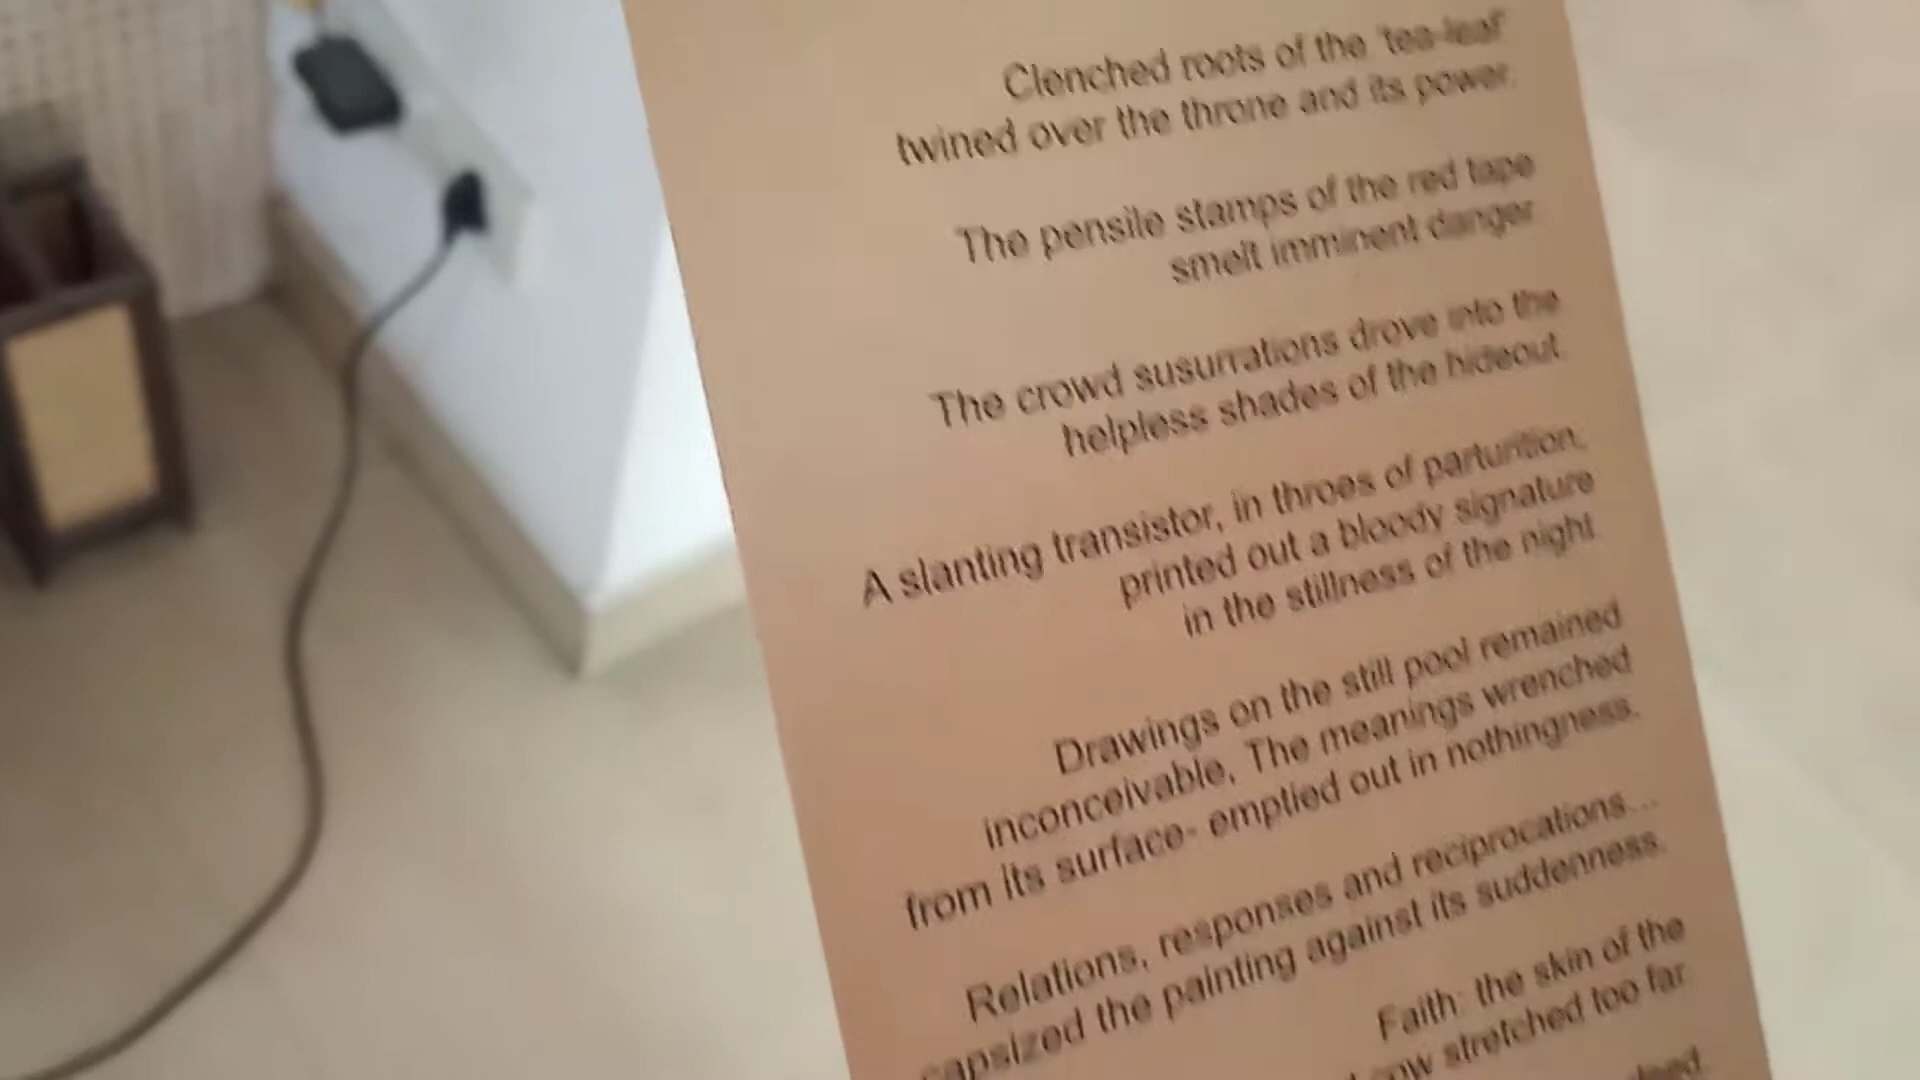 Clenched roots of the 'tea-leaf'
twined over the throne and its power.
The pensile stamps of the red tape
smelt imminent danger.
The crowd susurrations drove into the
helpless shades of the hideout.
A slanting transistor, in throes of parturition,
printed out a bloody signature
in the stillness of the night.
Drawings on the still pool remained
inconceivable, The meanings wrenched
from its surface- emptied out in nothingness.
Relations, responses and reciprocations...
capsized the painting against its suddenness.
Faith: the skin of the
stretched too far